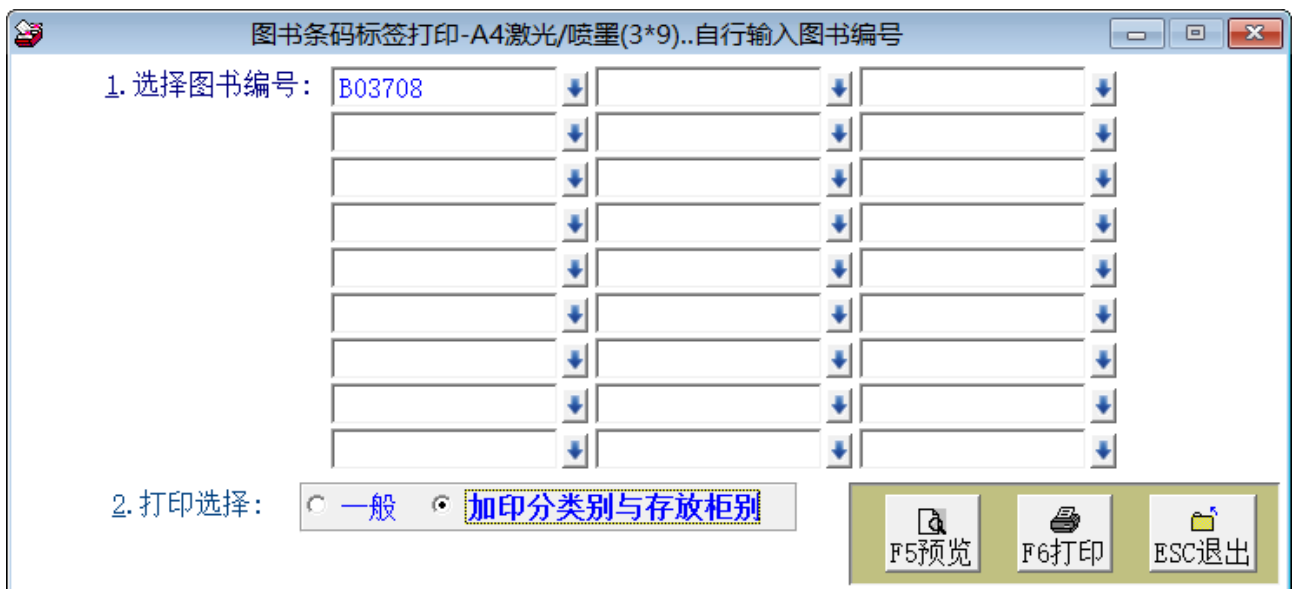 图书条码标签打印-A4激光/喷墨(3*9)..自行输入图书编号
1.选择图书编号: B03708
2.打印选择: 一般 加印分类别与存放柜别
F5预览 F6打印 ESC退出